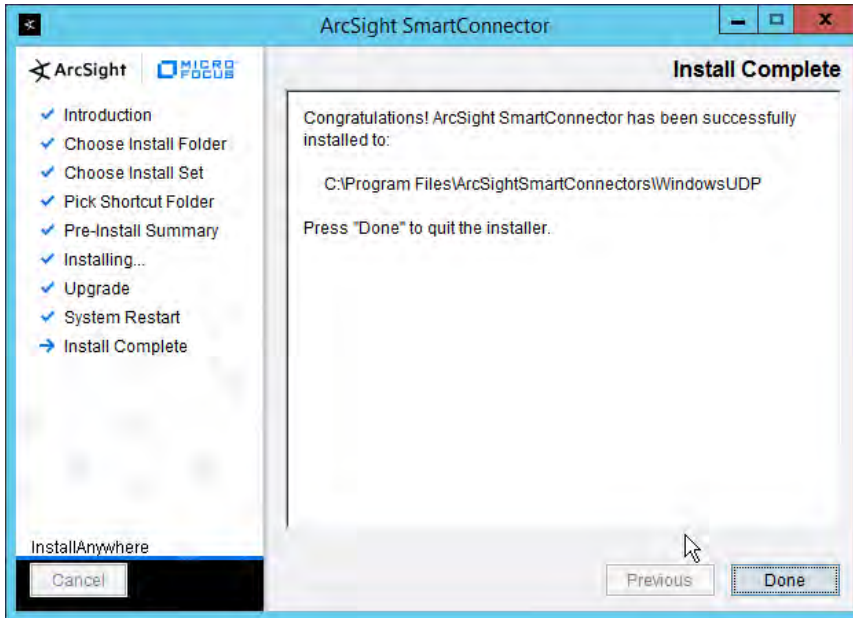 ArcSight SmartConnector
ArcSight
MICRO
FOCUS
Install Complete
Introduction
Choose Install Folder
Choose Install Set
Pick Shortcut Folder
Pre-Install Summary
Installing...
Upgrade
System Restart
Install Complete
Congratulations! ArcSight SmartConnector has been successfully
installed to:
C:\Program Files\ArcSightSmartConnectors\WindowsUDP
Press "Done" to quit the installer.
InstallAnywhere
Cancel
Previous
Done